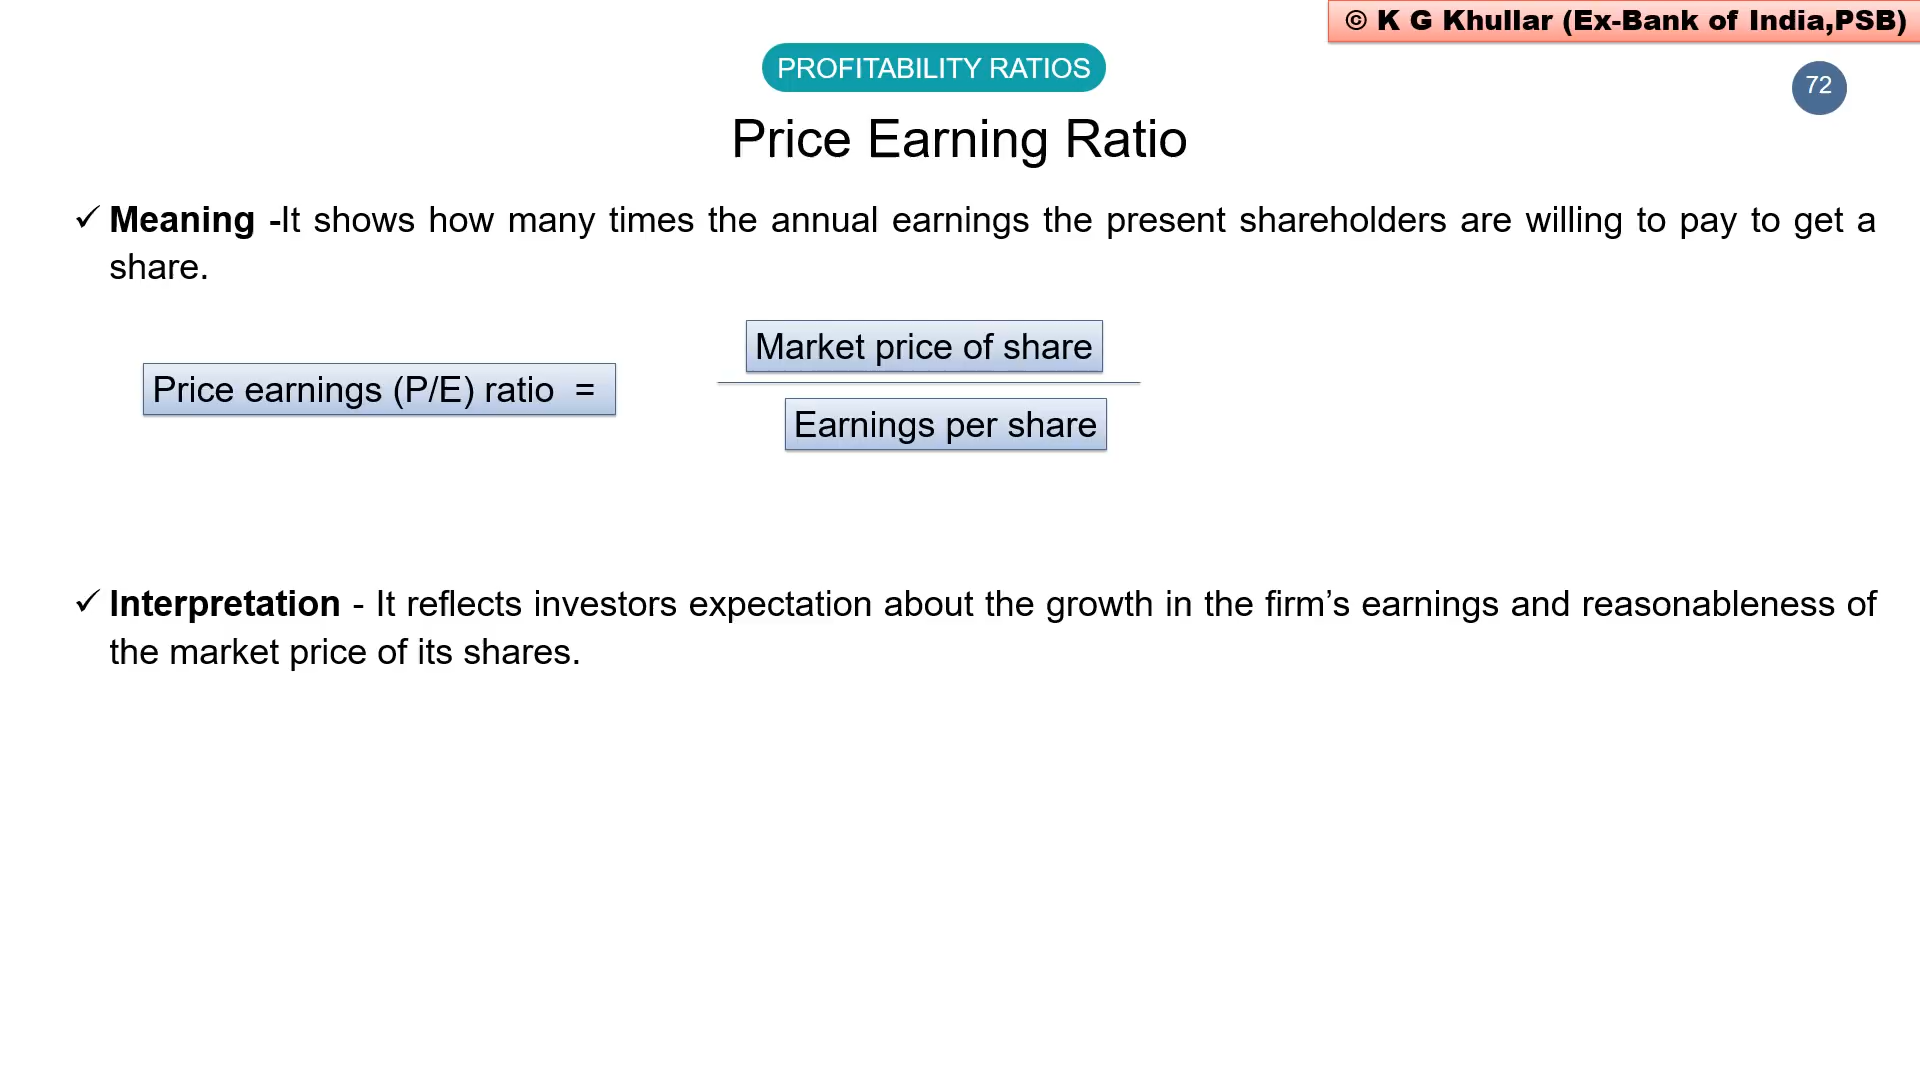 © K G Khullar (Ex-Bank of India,PSB)
PROFITABILITY RATIOS
72
Price Earning Ratio
✓ Meaning -It shows how many times the annual earnings the present shareholders are willing to pay to get a
share.
Market price of share
Price earnings (P/E) ratio =
Earnings per share
✓ Interpretation - It reflects investors expectation about the growth in the firm’s earnings and reasonableness of
the market price of its shares.